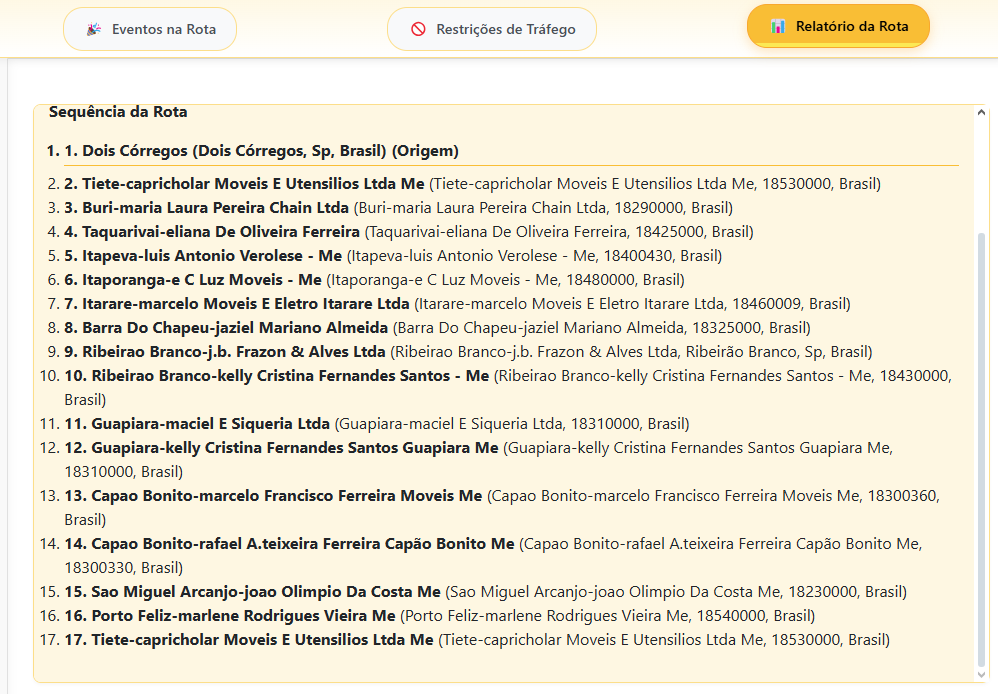 Eventos na Rota
Restrições de Tráfego
Relatório da Rota
Sequência da Rota
1. 1. Dois Córregos (Dois Córregos, Sp, Brasil) (Origem)
2. 2. Tiete-capricholar Moveis E Utensilios Ltda Me (Tiete-capricholar Moveis E Utensilios Ltda Me, 18530000, Brasil)
3. 3. Buri-maria Laura Pereira Chain Ltda (Buri-maria Laura Pereira Chain Ltda, 18290000, Brasil)
4. 4. Taquarivai-eliana De Oliveira Ferreira (Taquarivai-eliana De Oliveira Ferreira, 18425000, Brasil)
5. 5. Itapeva-luis Antonio Verolese - Me (Itapeva-luis Antonio Verolese - Me, 18400430, Brasil)
6. 6. Itaporanga-e C Luz Moveis - Me (Itaporanga-e C Luz Moveis - Me, 18480000, Brasil)
7. 7. Itarare-marcelo Moveis E Eletro Itarare Ltda (Itarare-marcelo Moveis E Eletro Itarare Ltda, 18460009, Brasil)
8. 8. Barra Do Chapeu-jaziel Mariano Almeida (Barra Do Chapeu-jaziel Mariano Almeida, 18325000, Brasil)
9. 9. Ribeirao Branco-j.b. Frazon & Alves Ltda (Ribeirao Branco-j.b. Frazon & Alves Ltda, Ribeirão Branco, Sp, Brasil)
10. 10. Ribeirao Branco-kelly Cristina Fernandes Santos - Me (Ribeirao Branco-kelly Cristina Fernandes Santos - Me, 18430000,
Brasil)
11. 11. Guapiara-maciel E Siqueria Ltda (Guapiara-maciel E Siqueria Ltda, 18310000, Brasil)
12. 12. Guapiara-kelly Cristina Fernandes Santos Guapiara Me (Guapiara-kelly Cristina Fernandes Santos Guapiara Me,
18310000, Brasil)
13. 13. Capao Bonito-marcelo Francisco Ferreira Moveis Me (Capao Bonito-marcelo Francisco Ferreira Moveis Me, 18300360,
Brasil)
14. 14. Capao Bonito-rafael A.teixeira Ferreira Capão Bonito Me (Capao Bonito-rafael A.teixeira Ferreira Capão Bonito Me,
18300330, Brasil)
15. 15. Sao Miguel Arcanjo-joao Olimpio Da Costa Me (Sao Miguel Arcanjo-joao Olimpio Da Costa Me, 18230000, Brasil)
16. 16. Porto Feliz-marlene Rodrigues Vieira Me (Porto Feliz-marlene Rodrigues Vieira Me, 18540000, Brasil)
17. 17. Tiete-capricholar Moveis E Utensilios Ltda Me (Tiete-capricholar Moveis E Utensilios Ltda Me, 18530000, Brasil)